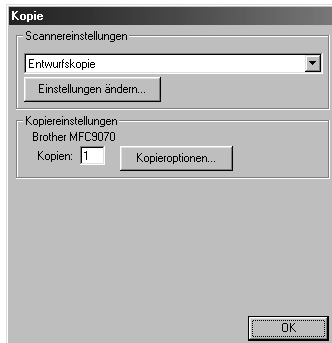 Kopie
Scannereinstellungen
Entwurfskopie
Einstellungen ändern...
Kopiereinstellungen
Brother MFC9070
Kopien: 1 Kopieroptionen...
OK